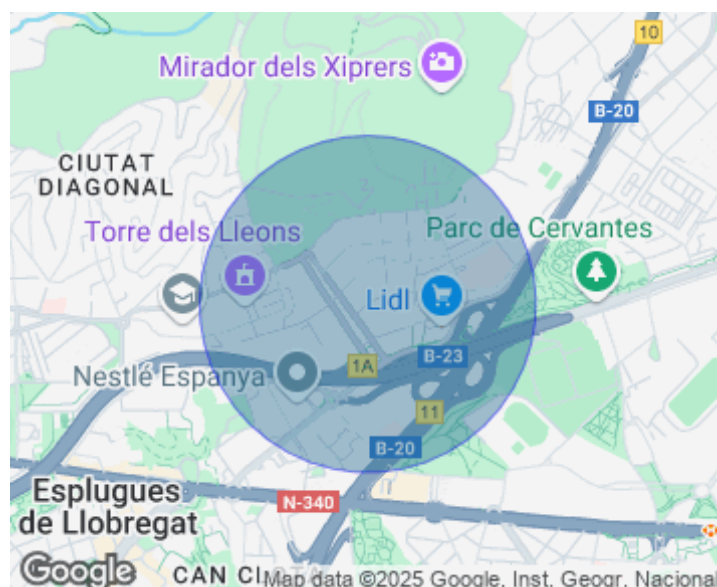 10
Mirador dels Xiprers
B-20
CIUTAT
DIAGONAL
Torre dels Lleons
Parc de Cervantes
Lidl
B-23
1A
Nestlé Espanya
11
B-20
Esplugues
de Llobregat
N-340
M
Google
CAN CL
Map data ©2025 Google, Inst. Geogr. Nacional